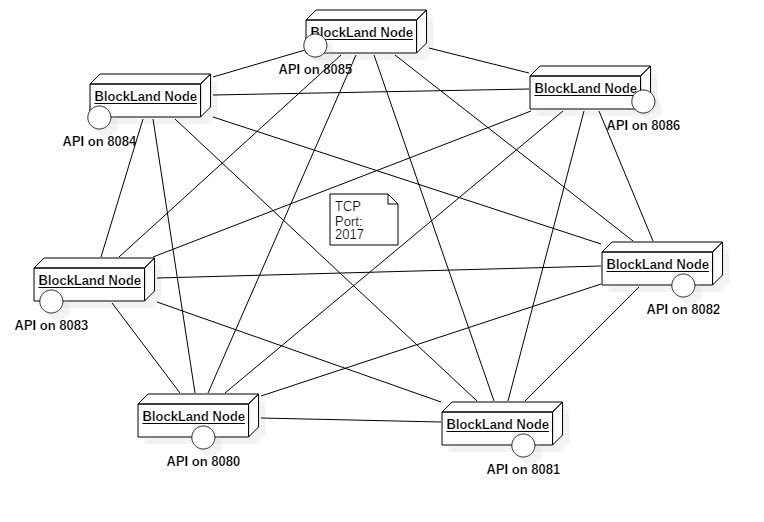 BlockLand Node
API on 8085
BlockLand Node
API on 8084
BlockLand Node
API on 8086
TCP
Port:
2017
BlockLand Node
API on 8083
BlockLand Node
API on 8082
BlockLand Node
API on 8080
BlockLand Node
API on 8081